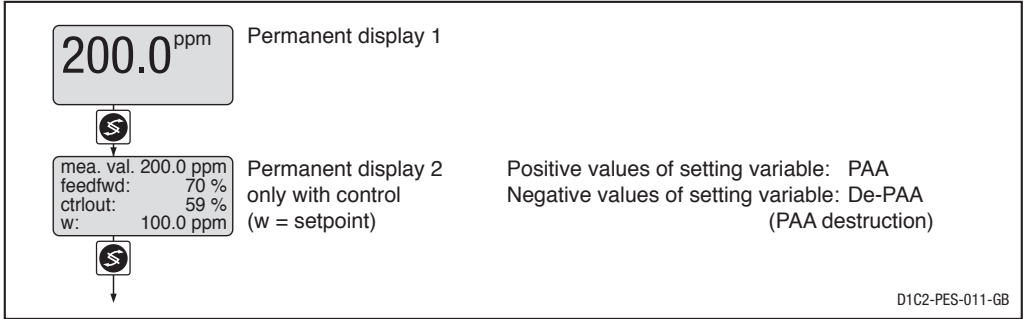 200.0 ppm
Permanent display 1
mea. val. 200.0 ppm
feedfwd: 70 %
ctrlout: 59 %
w: 100.0 ppm
Permanent display 2
only with control
(w = setpoint)
Positive values of setting variable: PAA
Negative values of setting variable: De-PAA
(PAA destruction)
D1C2-PES-011-GB